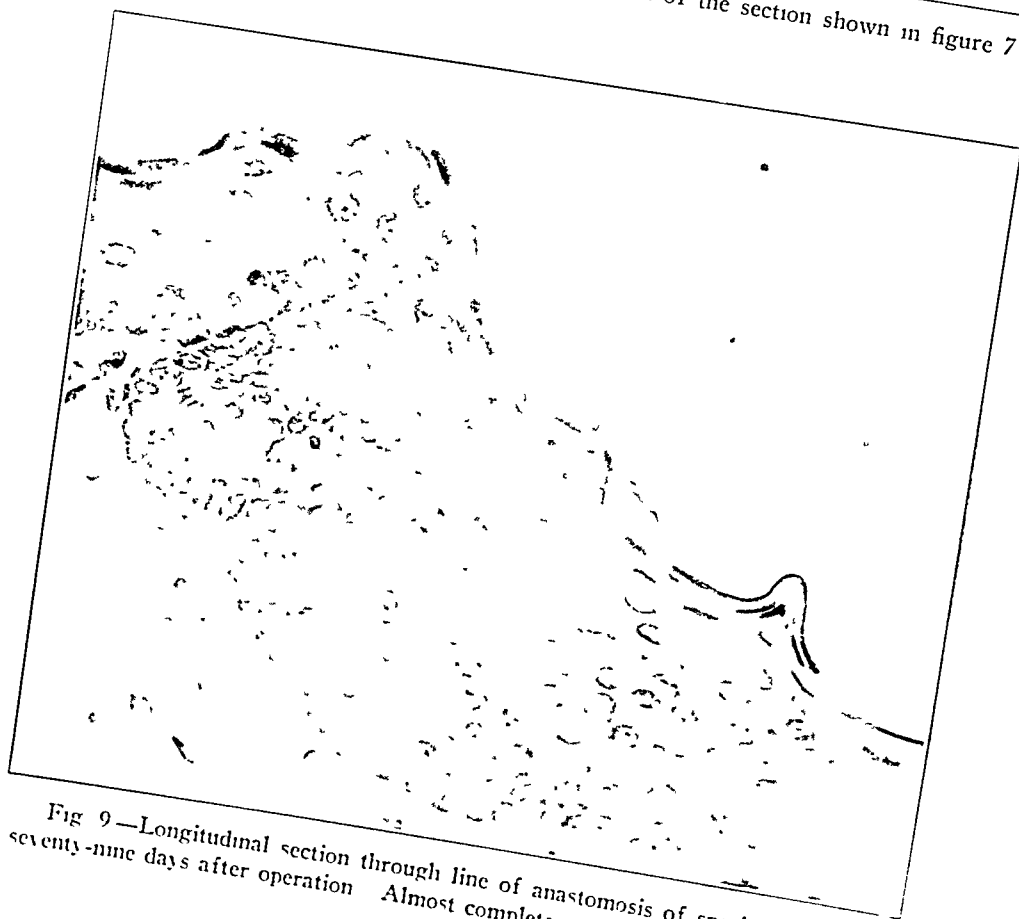 of the section shown in figure 7
Fig 9—Longitudinal section through line of anastomosis of
seventy-nine days after operation Almost